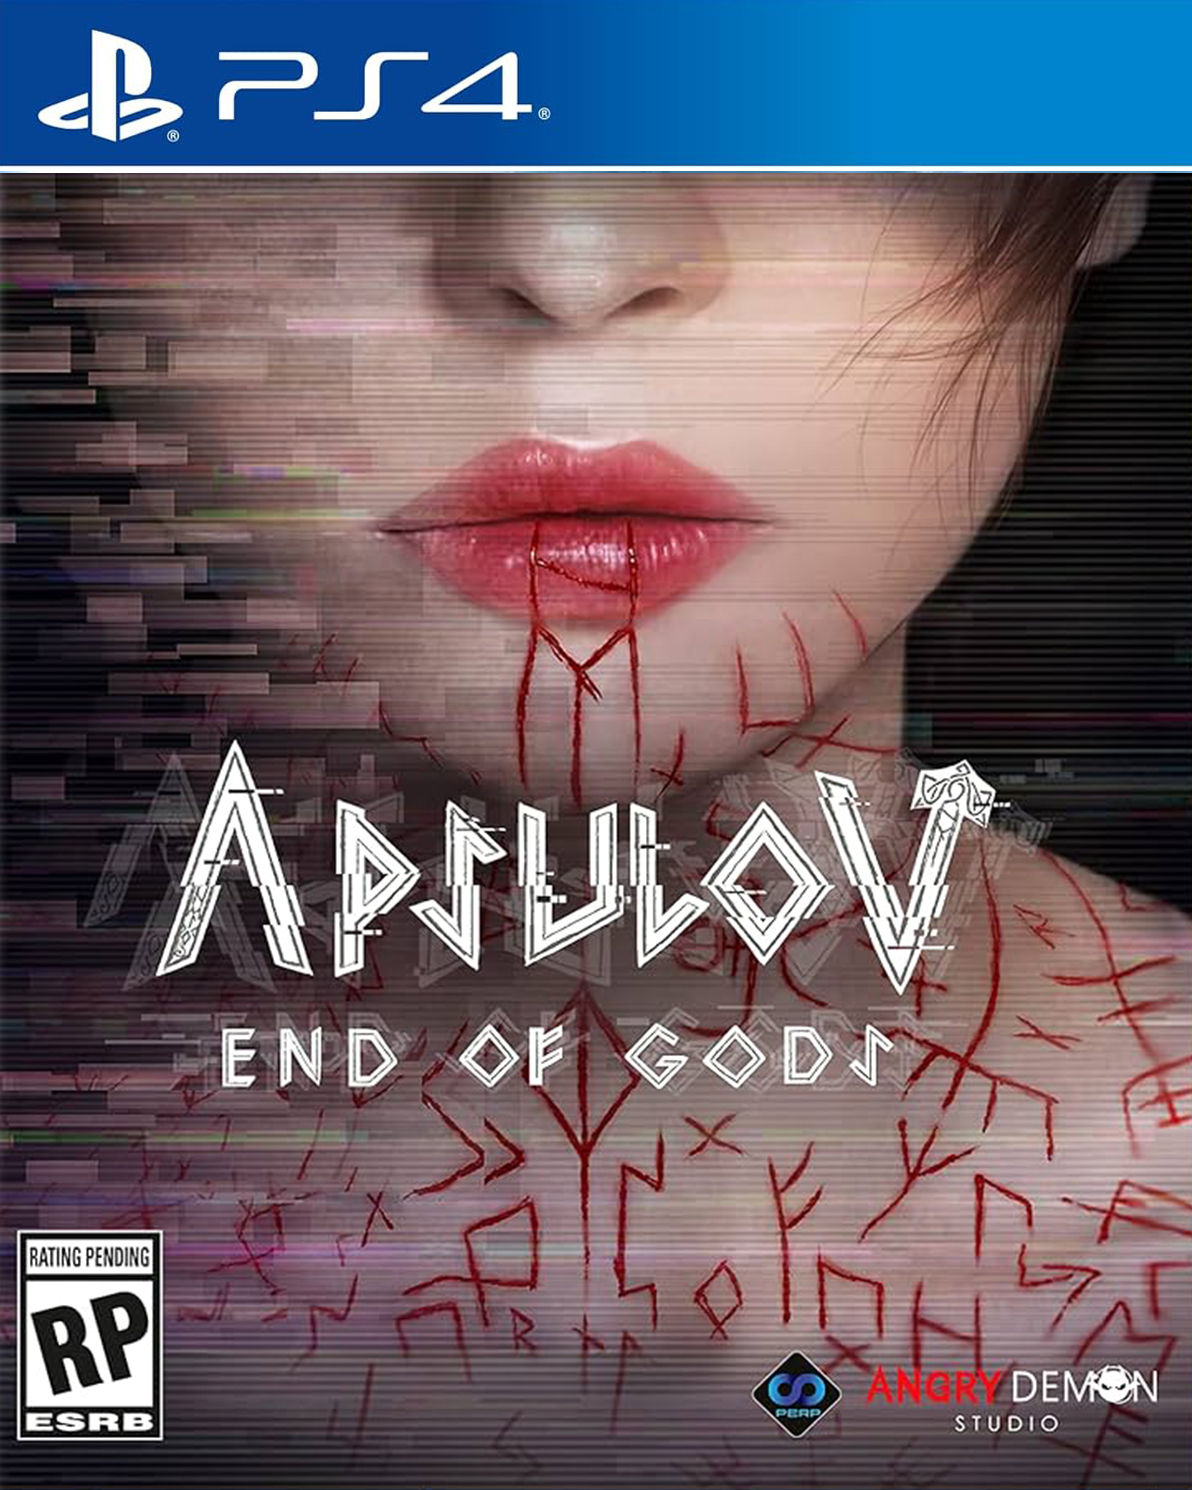 PS4
APSULOV
END OF GODS
RATING PENDING
RP
ESRB
PERP
ANGRY DEMON
STUDIO